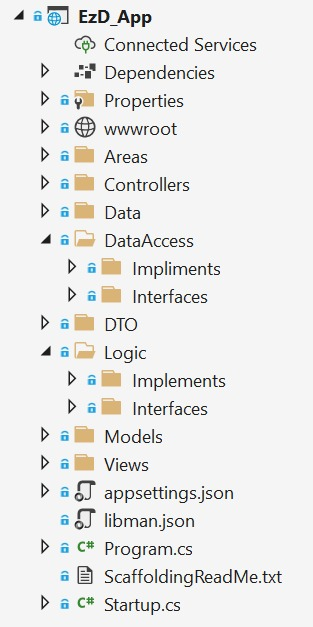 EzD_App
Connected Services
Dependencies
Properties
wwwroot
Areas
Controllers
Data
DataAccess
Impliments
Interfaces
DTO
Logic
Implements
Interfaces
Models
Views
appsettings.json
libman.json
C# Program.cs
ScaffoldingReadMe.txt
C# Startup.cs